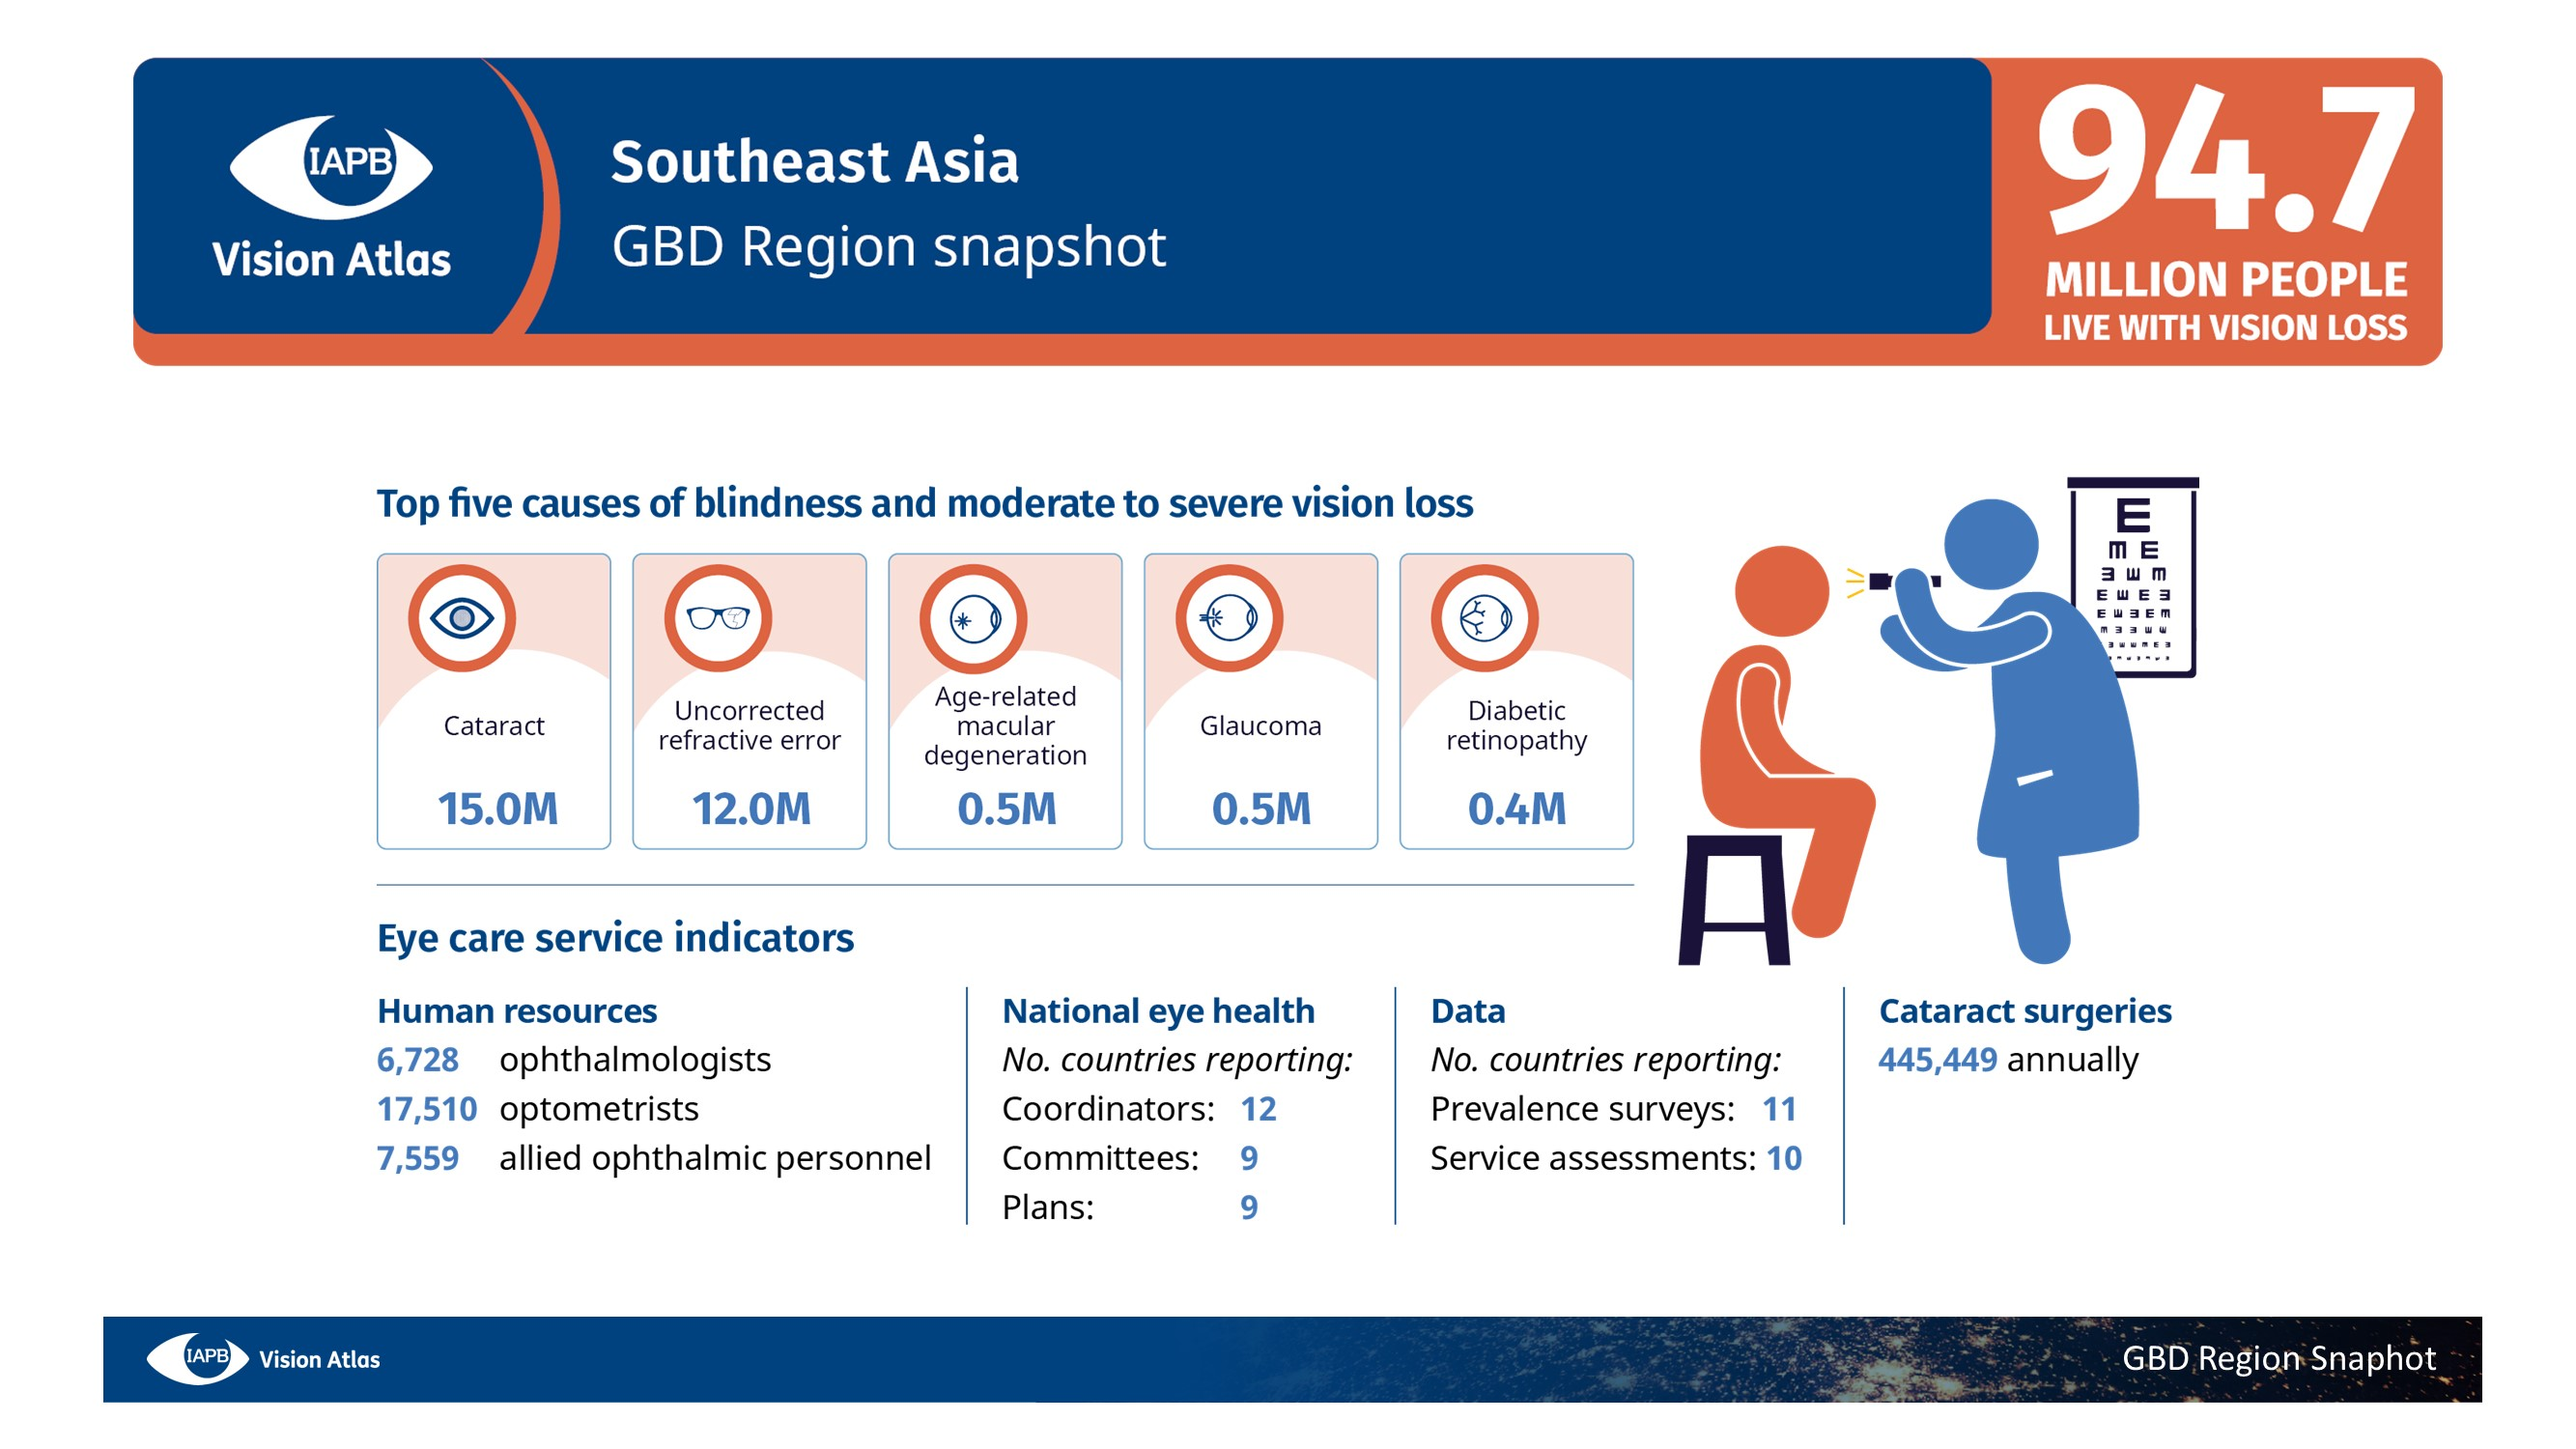 IAPB
Vision Atlas
Southeast Asia
GBD Region snapshot
94.7
MILLION PEOPLE
LIVE WITH VISION LOSS
Top five causes of blindness and moderate to severe vision loss
Cataract
15.0M
Uncorrected
refractive error
12.0M
Age-related
macular
degeneration
0.5M
Glaucoma
0.5M
Diabetic
retinopathy
0.4M
Eye care service indicators
Human resources
6,728 ophthalmologists
17,510 optometrists
7,559 allied ophthalmic personnel
National eye health
No. countries reporting:
Coordinators: 12
Committees: 9
Plans: 9
Data
No. countries reporting:
Prevalence surveys: 11
Service assessments: 10
Cataract surgeries
445,449 annually
IAPB Vision Atlas
GBD Region Snaphot